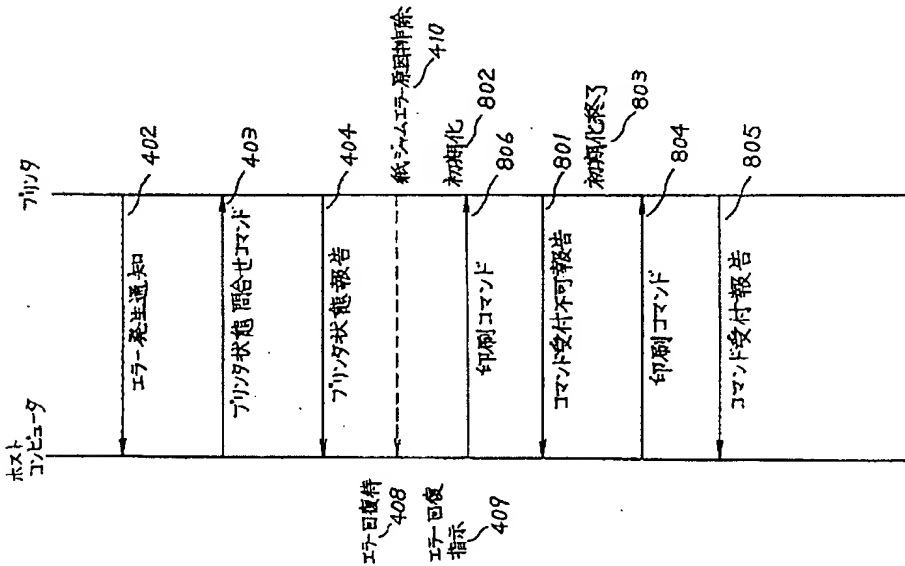 ホスト
コンピュータ
プリンタ
エラー発生通知
402
プリンタ状態問合せコマンド
403
プリンタ状態報告
404
エラー回復待
408
紙ジャムエラー原因排除
410
エラー回復
指示
409
初期化
802
印刷コマンド
806
コマンド受付不可報告
801
初期化終了
803
印刷コマンド
804
コマンド受付報告
805